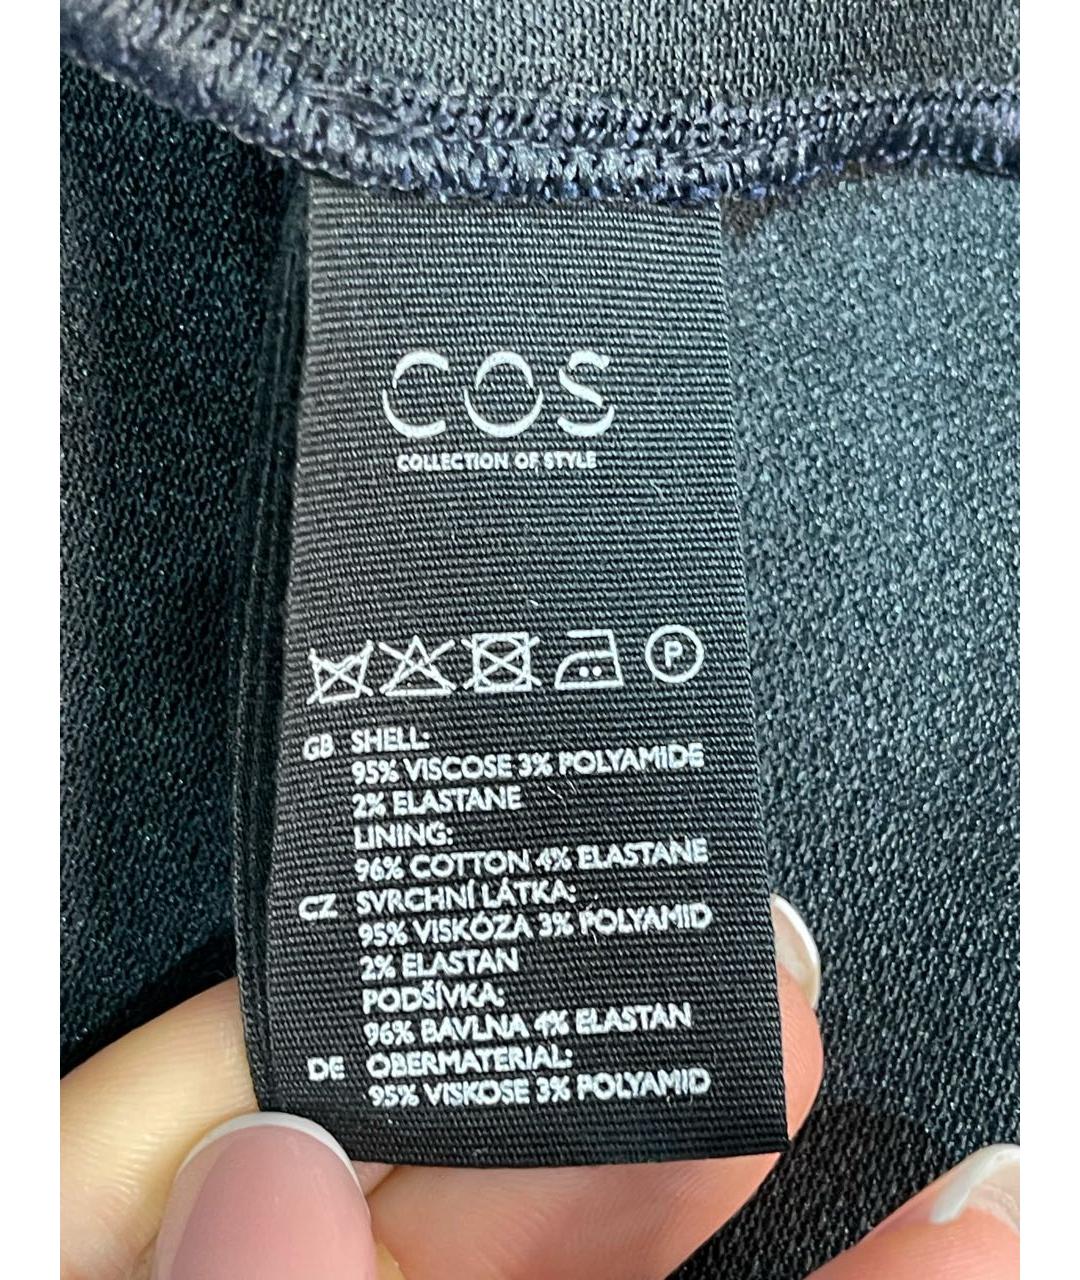 COS
COLLECTION OF STYLE
P
GB SHELL:
95% VISCOSE 3% POLYAMIDE
2% ELASTANE
LINING:
96% COTTON 4% ELASTANE
CZ SVRCHNÍ LÁTKA:
95% VISKÓZA 3% POLYAMID
2% ELASTAN
PODŠÍVKA:
96% BAVLNA 4% ELASTAN
DE OBERMATERIAL:
95% VISKOSE 3% POLYAMID